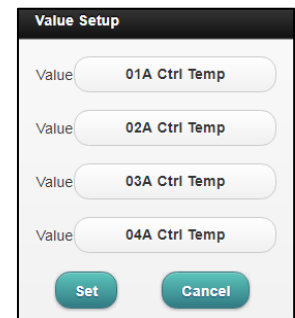 Value Setup
Value 01A Ctrl Temp
Value 02A Ctrl Temp
Value 03A Ctrl Temp
Value 04A Ctrl Temp
Set Cancel